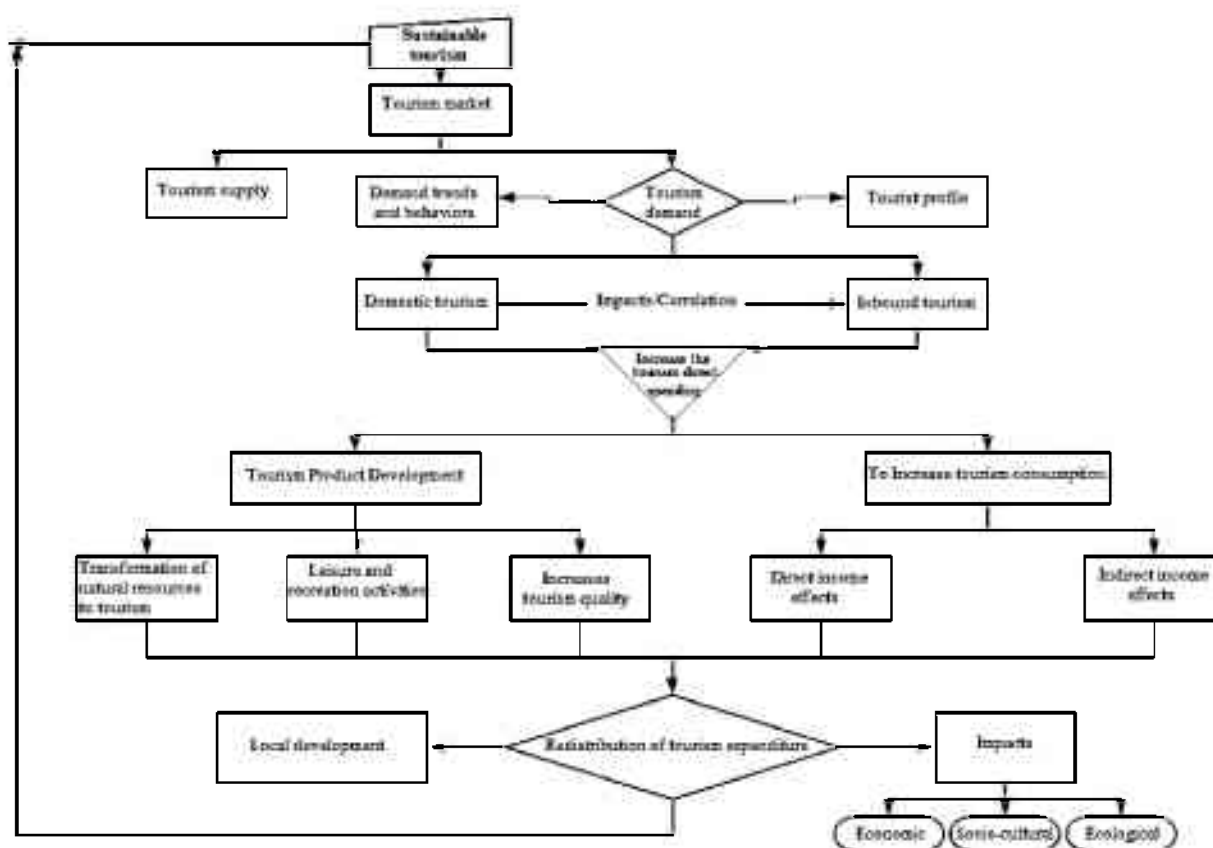 Sustainable
tourism
Tourism market
Tourism supply
Demand trends
and behaviors
Tourism
demand
Tourist profile
Domestic tourism
Impacts/Correlation
Inbound tourism
Increase the
tourism direct
spending
Tourism Product Development
To Increase tourism consumption
Transformation of
natural resources
to tourism
Leisure and
recreation activities
Increases
tourism quality
Direct income
effects
Indirect income
effects
Local development
Redistribution of tourism expenditure
Impacts
Economic
Socio-cultural
Ecological